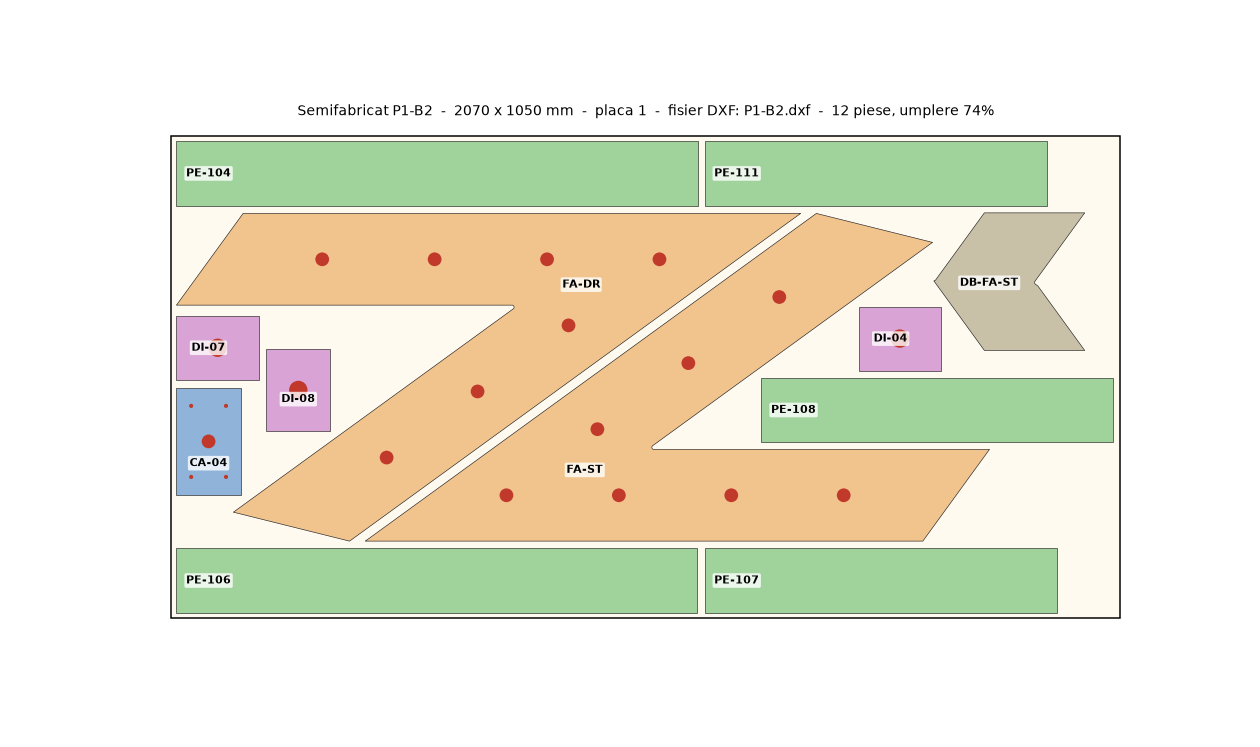 Semifabricat P1-B2  -  2070 x 1050 mm  -  placa 1  -  fisier DXF: P1-B2.dxf  -  12 piese, umplere 74%
PE-104
PE-111
FA-DR
DB-FA-ST
DI-07
DI-04
DI-08
PE-108
CA-04
FA-ST
PE-106
PE-107